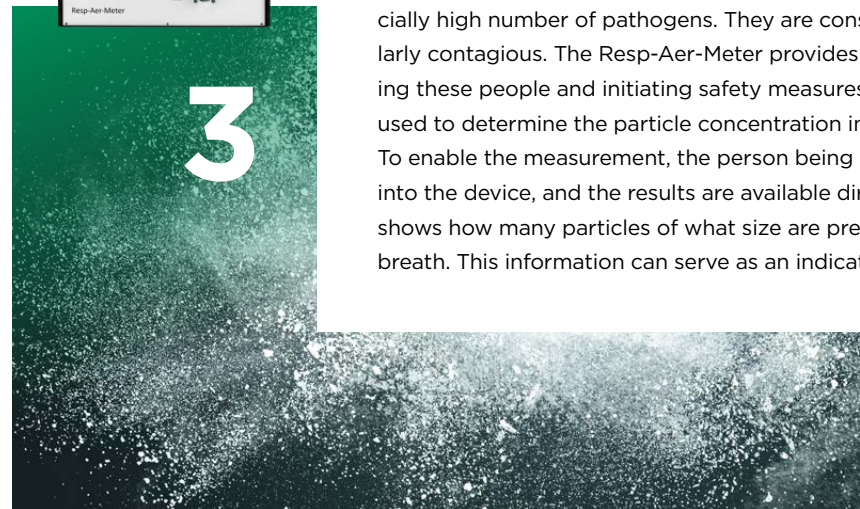 Resp-Aer-Meter
3
cially high number of pathogens. They are cons
larly contagious. The Resp-Aer-Meter provides
ing these people and initiating safety measures
used to determine the particle concentration in
To enable the measurement, the person being
into the device, and the results are available dir
shows how many particles of what size are pre
breath. This information can serve as an indicat